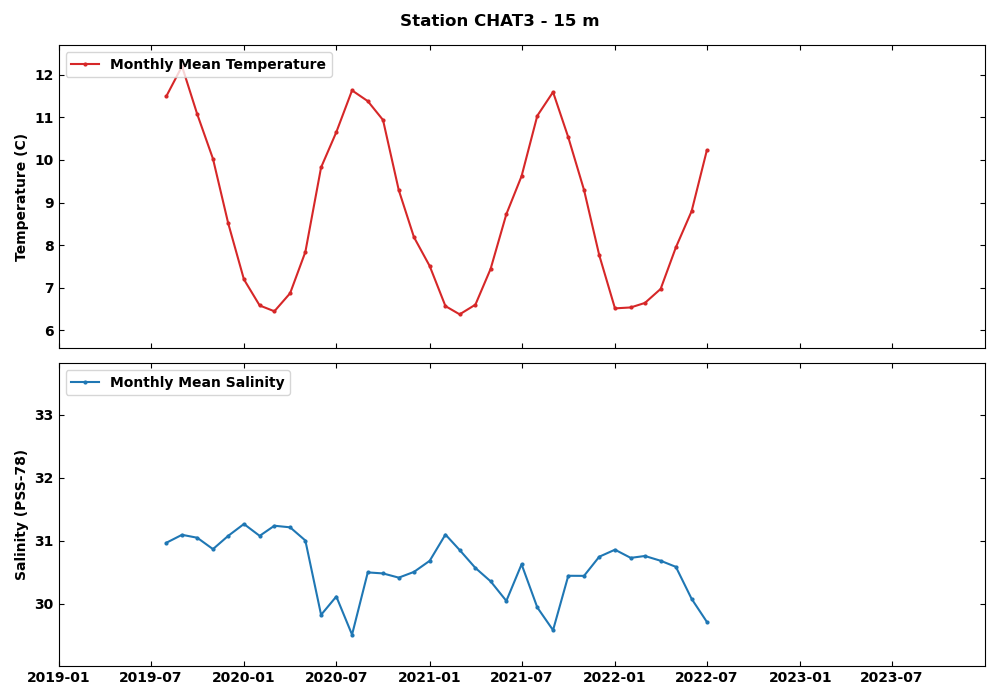 Station CHAT3 - 15 m
Monthly Mean Temperature
12
11
10
9
8
7
6
Temperature (C)
Monthly Mean Salinity
33
32
31
30
Salinity (PSS-78)
2019-01 2019-07 2020-01 2020-07 2021-01 2021-07 2022-01 2022-07 2023-01 2023-07